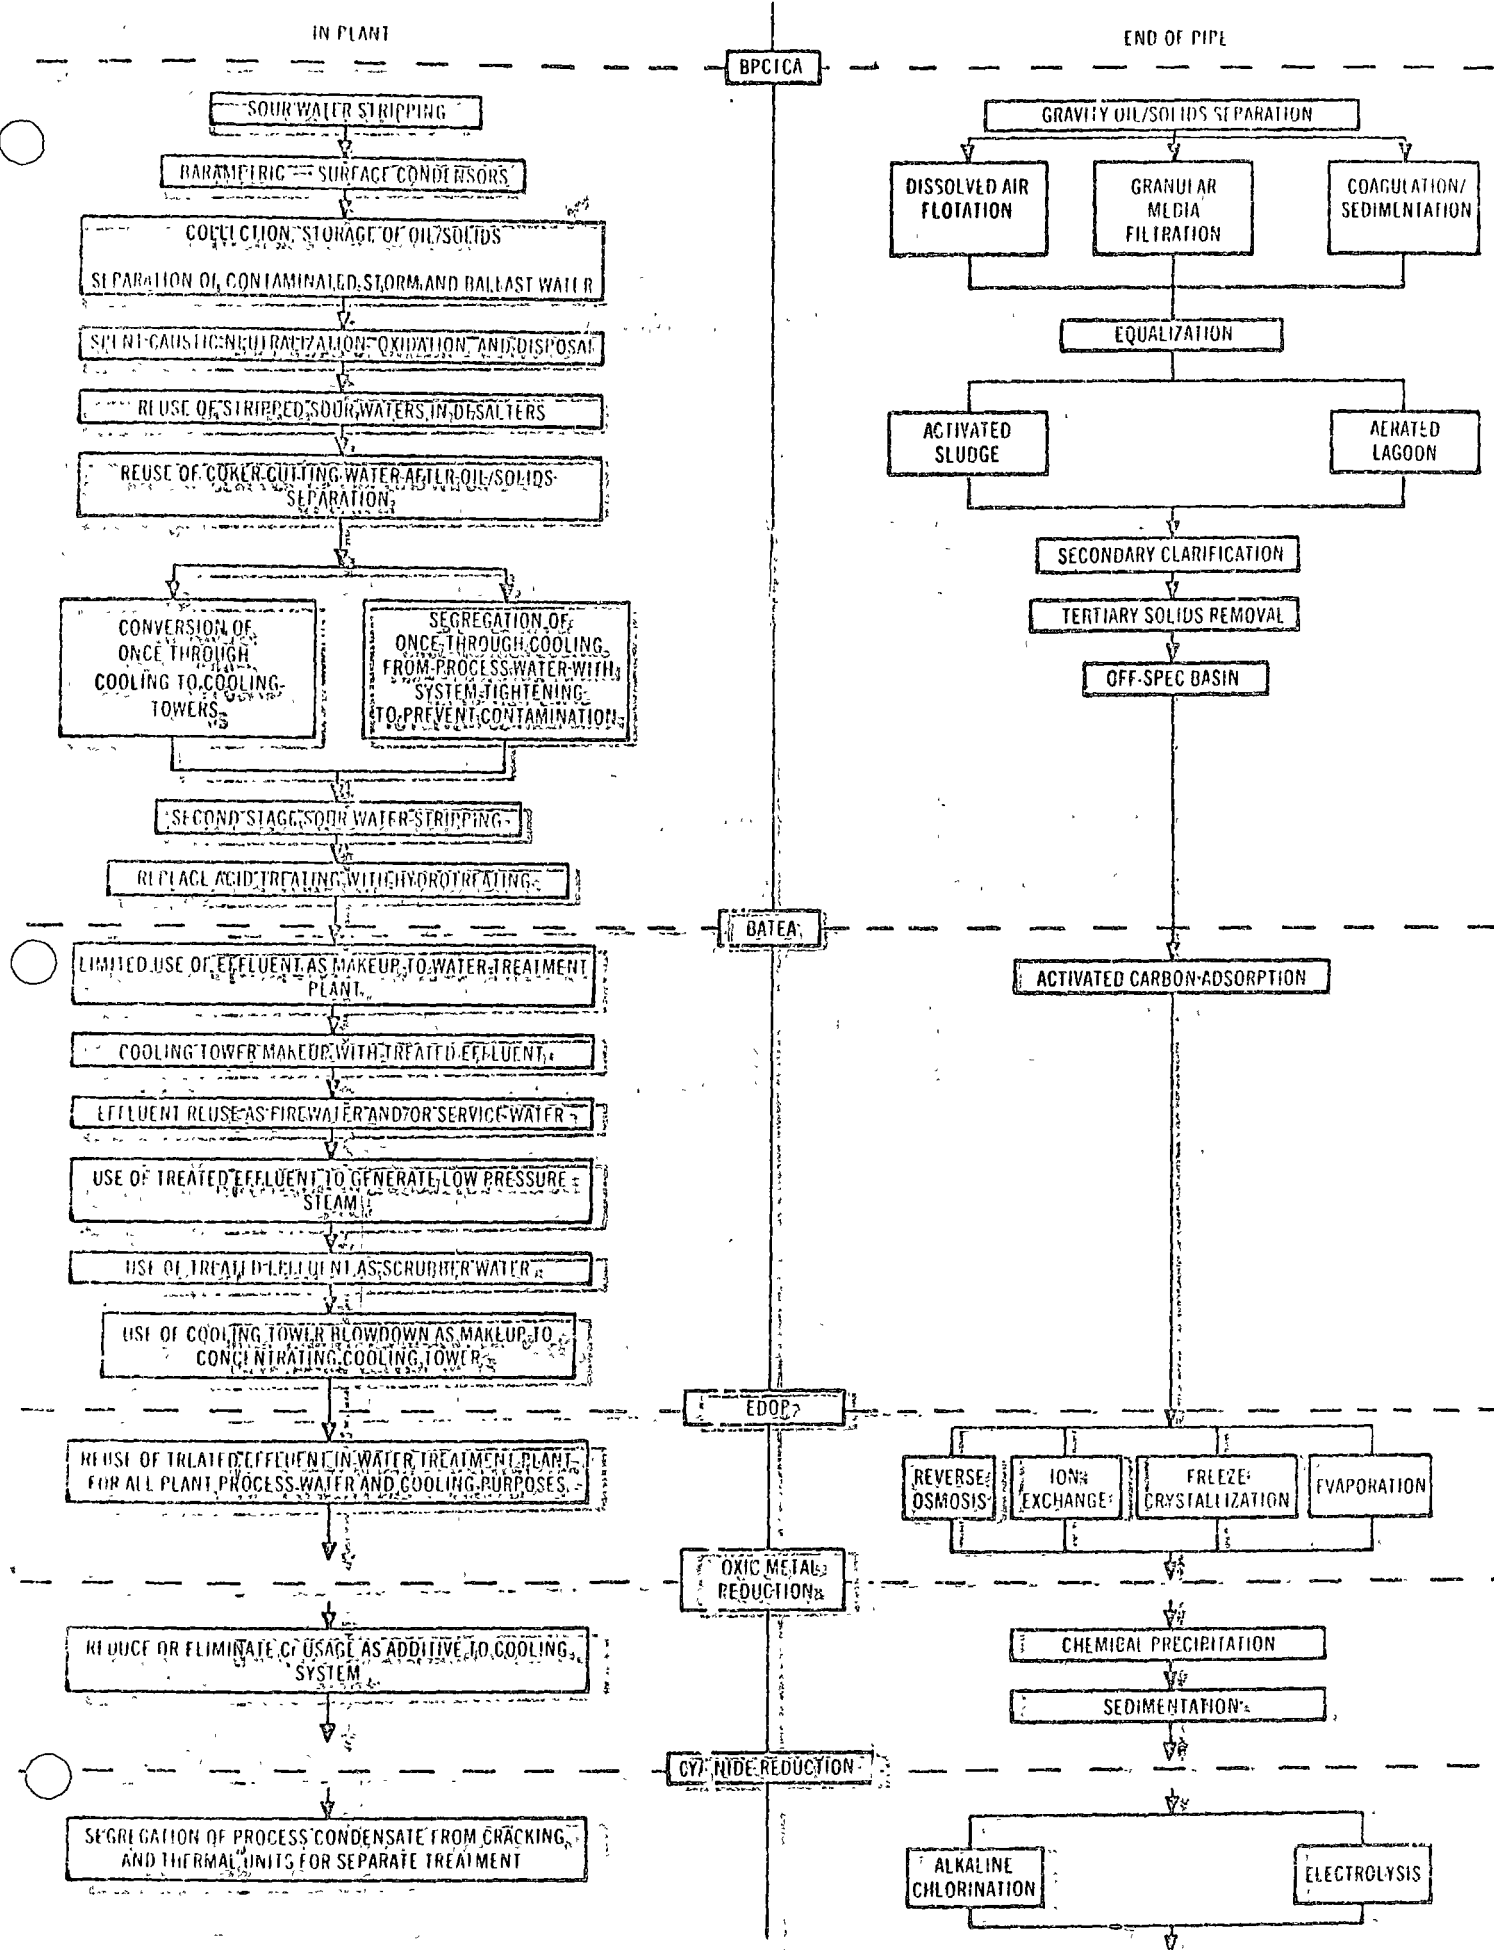 IN PLANT
END OF PIPE
BPCTCA
SOUR WATER STRIPPING
BARAMETRIC — SURFACE CONDENSORS
COLLECTION, STORAGE OF OIL/SOLIDS
SEPARATION OF CONTAMINATED STORM AND BALLAST WATER
SPENT CAUSTIC NEUTRALIZATION, OXIDATION, AND DISPOSAL
REUSE OF STRIPPED SOUR WATERS IN DESALTERS
REUSE OF COKER CUTTING WATER AFTER OIL/SOLIDS
SEPARATION
CONVERSION OF
ONCE THROUGH
COOLING TO COOLING
TOWERS
SEGREGATION OF
ONCE THROUGH COOLING
FROM PROCESS WATER WITH
SYSTEM TIGHTENING
TO PREVENT CONTAMINATION
SECOND STAGE SOUR WATER STRIPPING
REPLACE ACID TREATING WITH HYDROTREATING
GRAVITY OIL/SOLIDS SEPARATION
DISSOLVED AIR
FLOTATION
GRANULAR
MEDIA
FILTRATION
COAGULATION/
SEDIMENTATION
EQUALIZATION
ACTIVATED
SLUDGE
AERATED
LAGOON
SECONDARY CLARIFICATION
TERTIARY SOLIDS REMOVAL
OFF-SPEC BASIN
BATEA
LIMITED USE OF EFFLUENT AS MAKEUP TO WATER TREATMENT
PLANT
COOLING TOWER MAKEUP WITH TREATED EFFLUENT
EFFLUENT REUSE AS FIREWATER AND/OR SERVICE WATER
USE OF TREATED EFFLUENT TO GENERATE LOW PRESSURE
STEAM
USE OF TREATED EFFLUENT AS SCRUBBER WATER
USE OF COOLING TOWER BLOWDOWN AS MAKEUP TO
CONCENTRATING COOLING TOWER
ACTIVATED CARBON ADSORPTION
EDOP
REUSE OF TREATED EFFLUENT IN WATER TREATMENT PLANT
FOR ALL PLANT PROCESS WATER AND COOLING PURPOSES
REVERSE
OSMOSIS
ION
EXCHANGE
FREEZE
CRYSTALLIZATION
EVAPORATION
OXIC METAL
REDUCTION
REDUCE OR ELIMINATE Cr USAGE AS ADDITIVE TO COOLING
SYSTEM
CHEMICAL PRECIPITATION
SEDIMENTATION
CYANIDE REDUCTION
SEGREGATION OF PROCESS CONDENSATE FROM CRACKING
AND THERMAL UNITS FOR SEPARATE TREATMENT
ALKALINE
CHLORINATION
ELECTROLYSIS